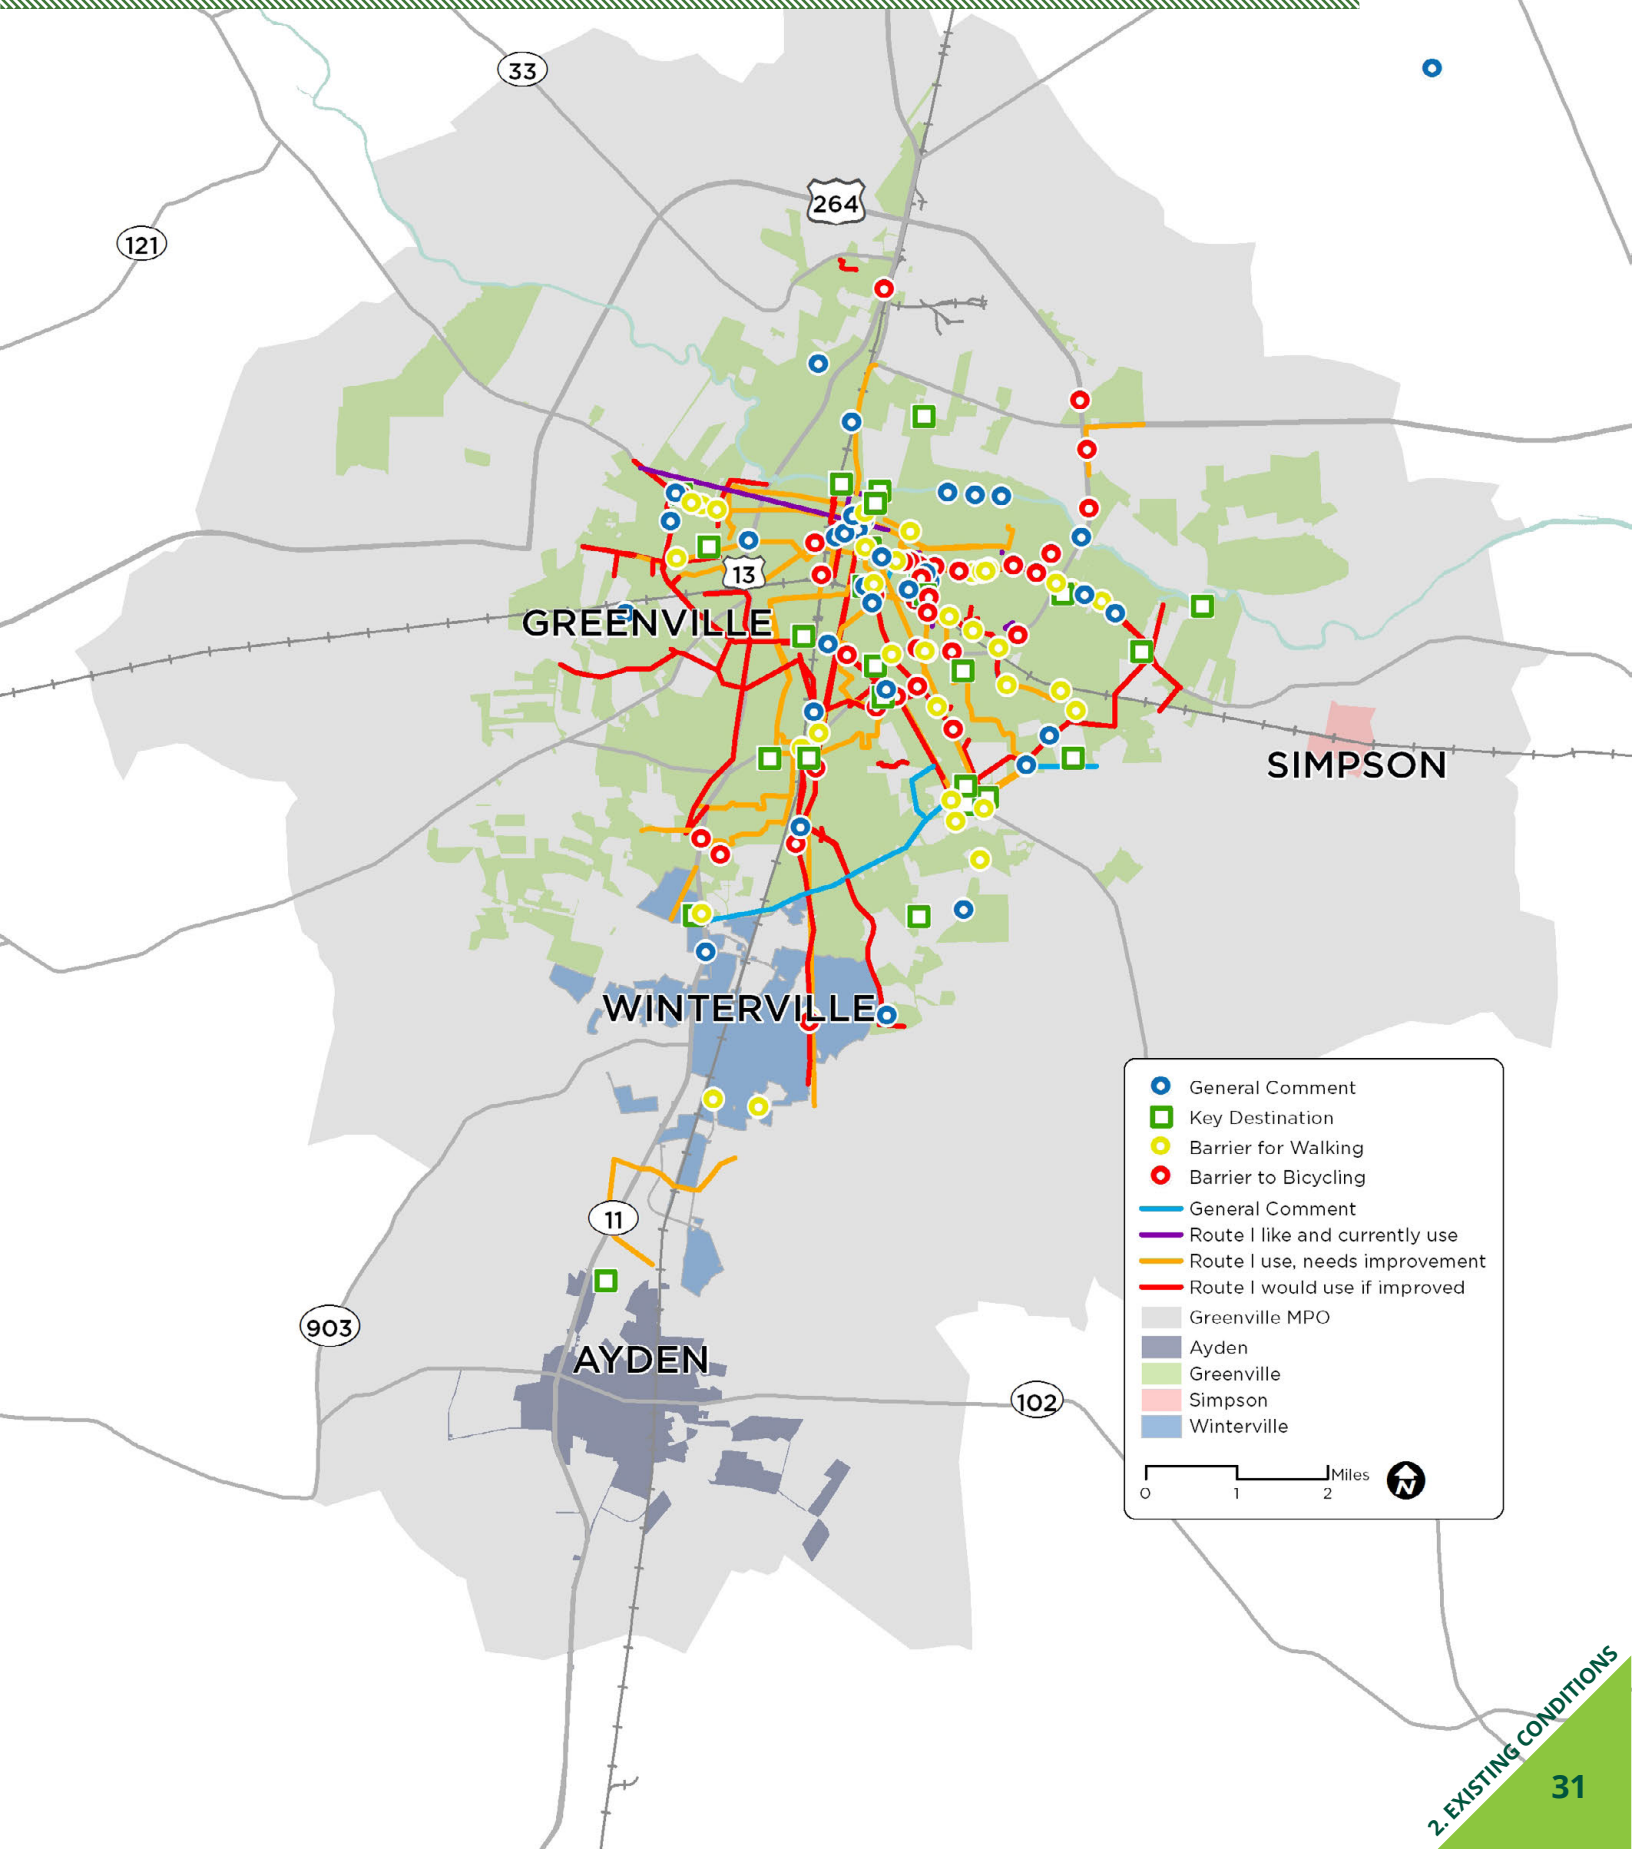 33
264
121
13
GREENVILLE
SIMPSON
WINTERVILLE
11
903
AYDEN
102
General Comment
Key Destination
Barrier for Walking
Barrier to Bicycling
General Comment
Route I like and currently use
Route I use, needs improvement
Route I would use if improved
Greenville MPO
Ayden
Greenville
Simpson
Winterville
Miles
0 1 2
N
2. EXISTING CONDITIONS
31